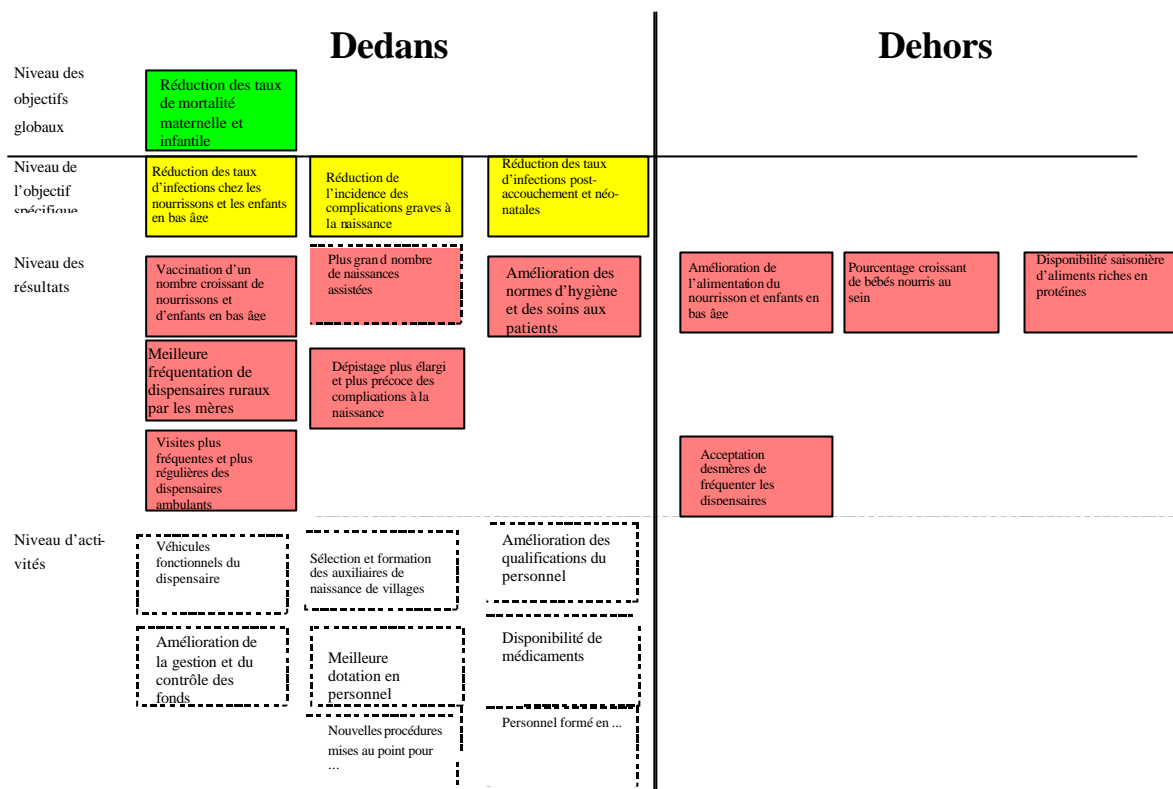 Dedans
Dehors
Niveau des
objectifs
globaux
Réduction des taux
de mortalité
maternelle et
infantile
Niveau de
l'objectif
spécifique
Réduction des taux
d'infections chez les
nourrissons et les enfants
en bas âge
Réduction de
l'incidence des
complications graves à
la naissance
Réduction des taux
d'infections post-
accouchement et néo-
natales
Niveau des
résultats
Vaccination d'un
nombre croissant de
nourrissons et
d'enfants en bas âge
Plus grand nombre
de naissances
assistées
Amélioration des
normes d'hygiène
et des soins aux
patients
Amélioration de
l'alimentation du
nourrisson et enfants en
bas âge
Pourcentage croissant
de bébés nourris au
sein
Disponibilité saisonière
d'aliments riches en
protéines
Meilleure
fréquentation de
dispensaires ruraux
par les mères
Dépistage plus élargi
et plus précoce des
complications à la
naissance
Visites plus
fréquentes et plus
régulières des
dispensaires
ambulants
Acceptation
desmères de
fréquenter les
dispensaires
Niveau d'acti-
vités
Véhicules
fonctionnels du
dispensaire
Sélection et formation
des auxiliaires de
naissance de villages
Amélioration des
qualifications du
personnel
Amélioration de
la gestion et du
contrôle des
fonds
Meilleure
dotation en
personnel
Disponibilité de
médicaments
Nouvelles procédures
mises au point pour
...
Personnel formé en ...